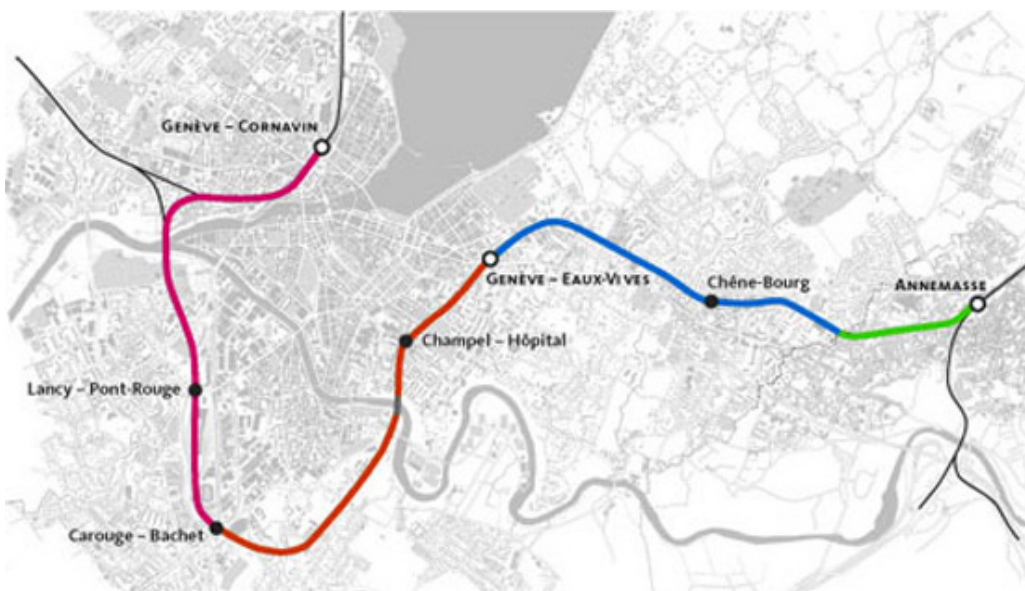 GENÈVE – CORNAVIN
GENÈVE – EAUX-VIVES
Chêne-Bourg
ANNEMASSE
Champel – Hôpital
Lancy – Pont-Rouge
Carouge – Bachet